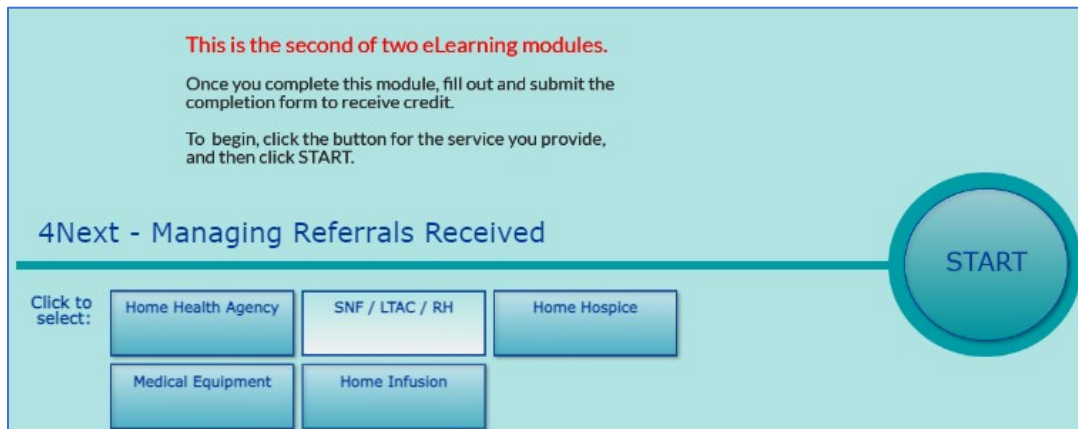 This is the second of two eLearning modules.
Once you complete this module, fill out and submit the
completion form to receive credit.
To begin, click the button for the service you provide,
and then click START.
4Next - Managing Referrals Received
START
Click to
select:
Home Health Agency
SNF / LTAC / RH
Home Hospice
Medical Equipment
Home Infusion